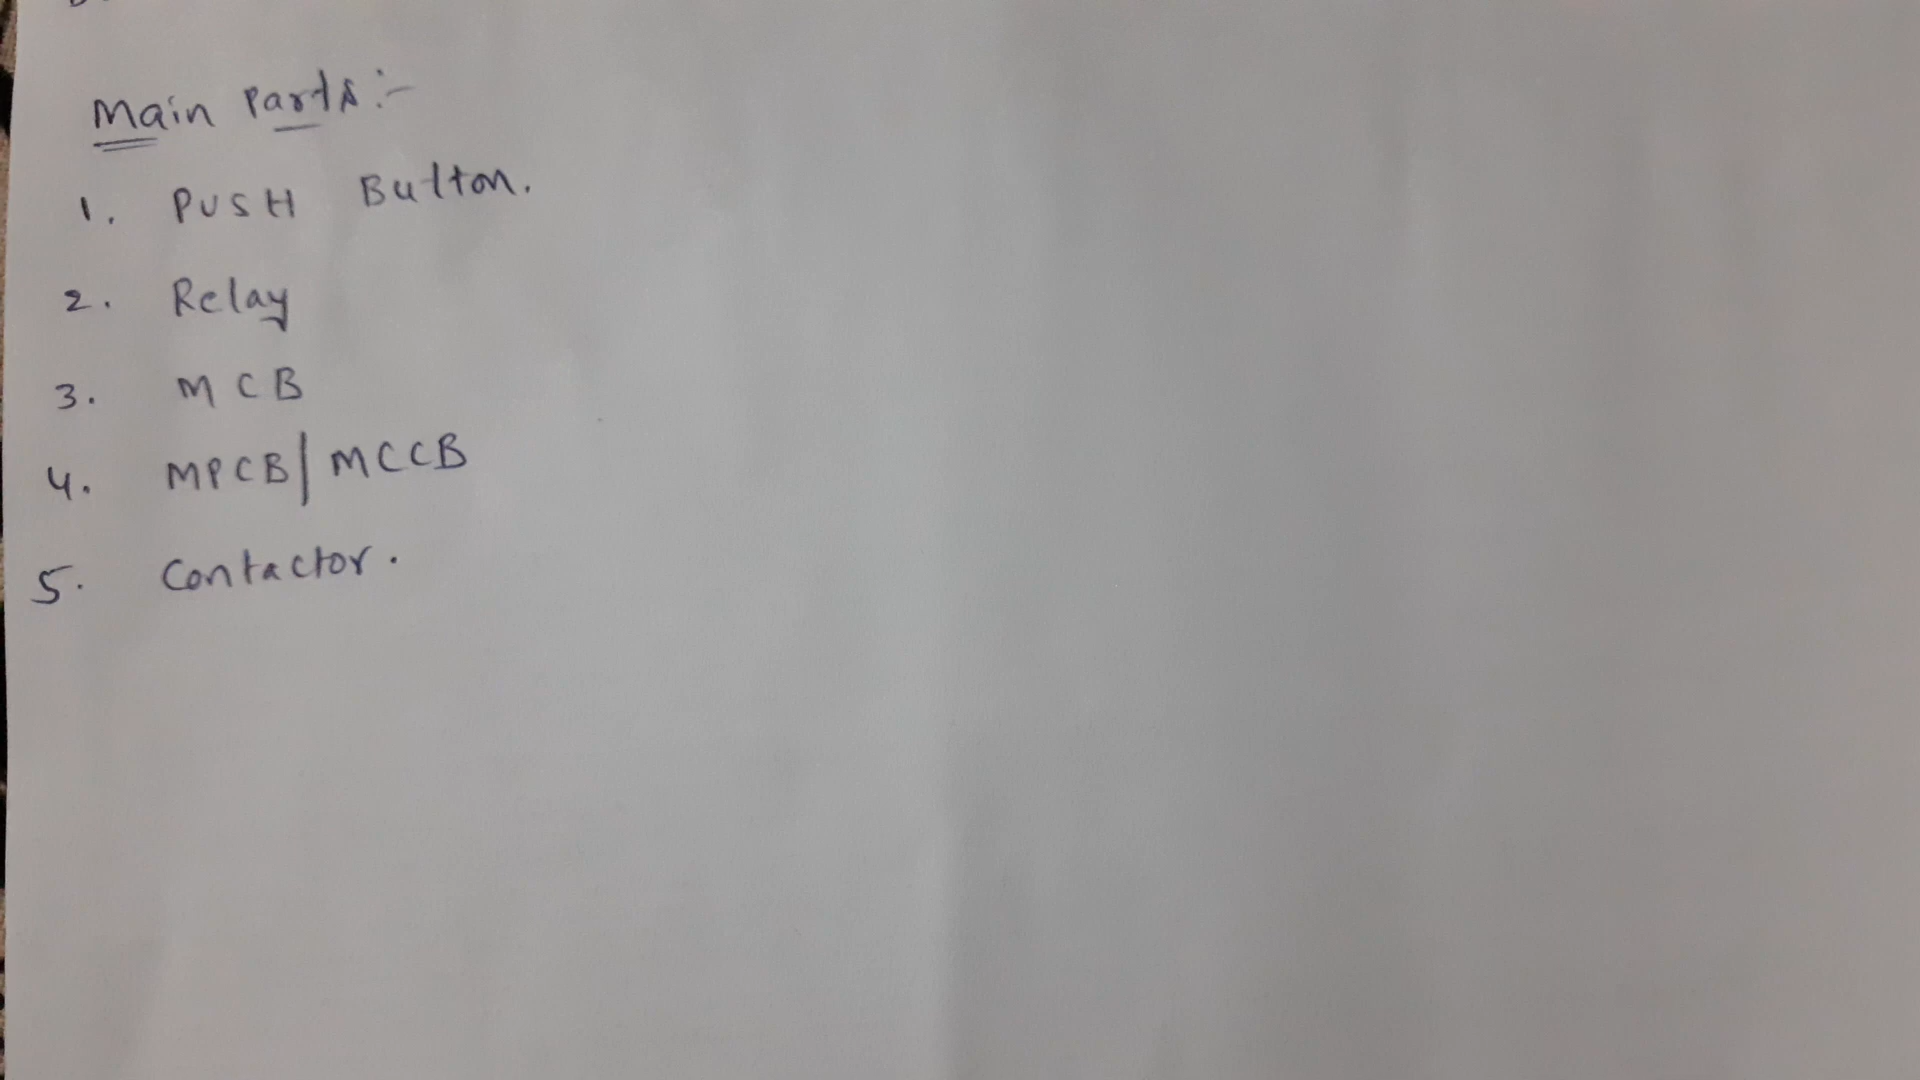 Main Parts:-
1. PUSH Button.
2. Relay
3. MCB
4. MPCB/MCCB
5. Contactor.